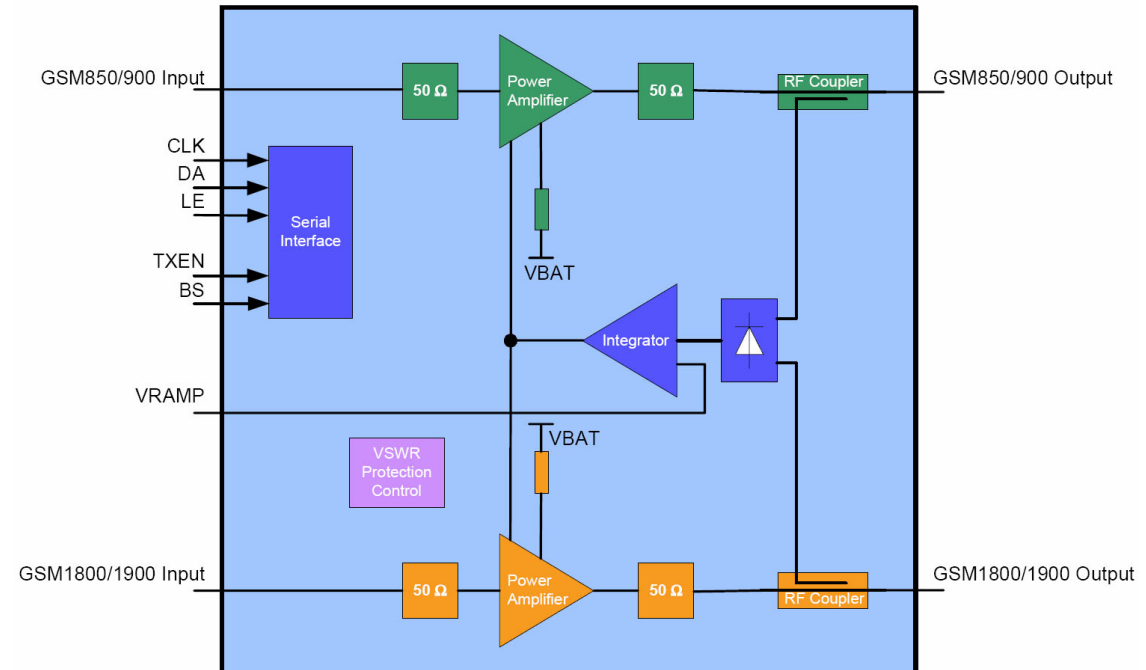 GSM850/900 Input
50 Ω
Power
Amplifier
50 Ω
RF Coupler
GSM850/900 Output
CLK
DA
LE
TXEN
BS
Serial
Interface
VBAT
Integrator
VRAMP
VBAT
VSWR
Protection
Control
GSM1800/1900 Input
50 Ω
Power
Amplifier
50 Ω
RF Coupler
GSM1800/1900 Output